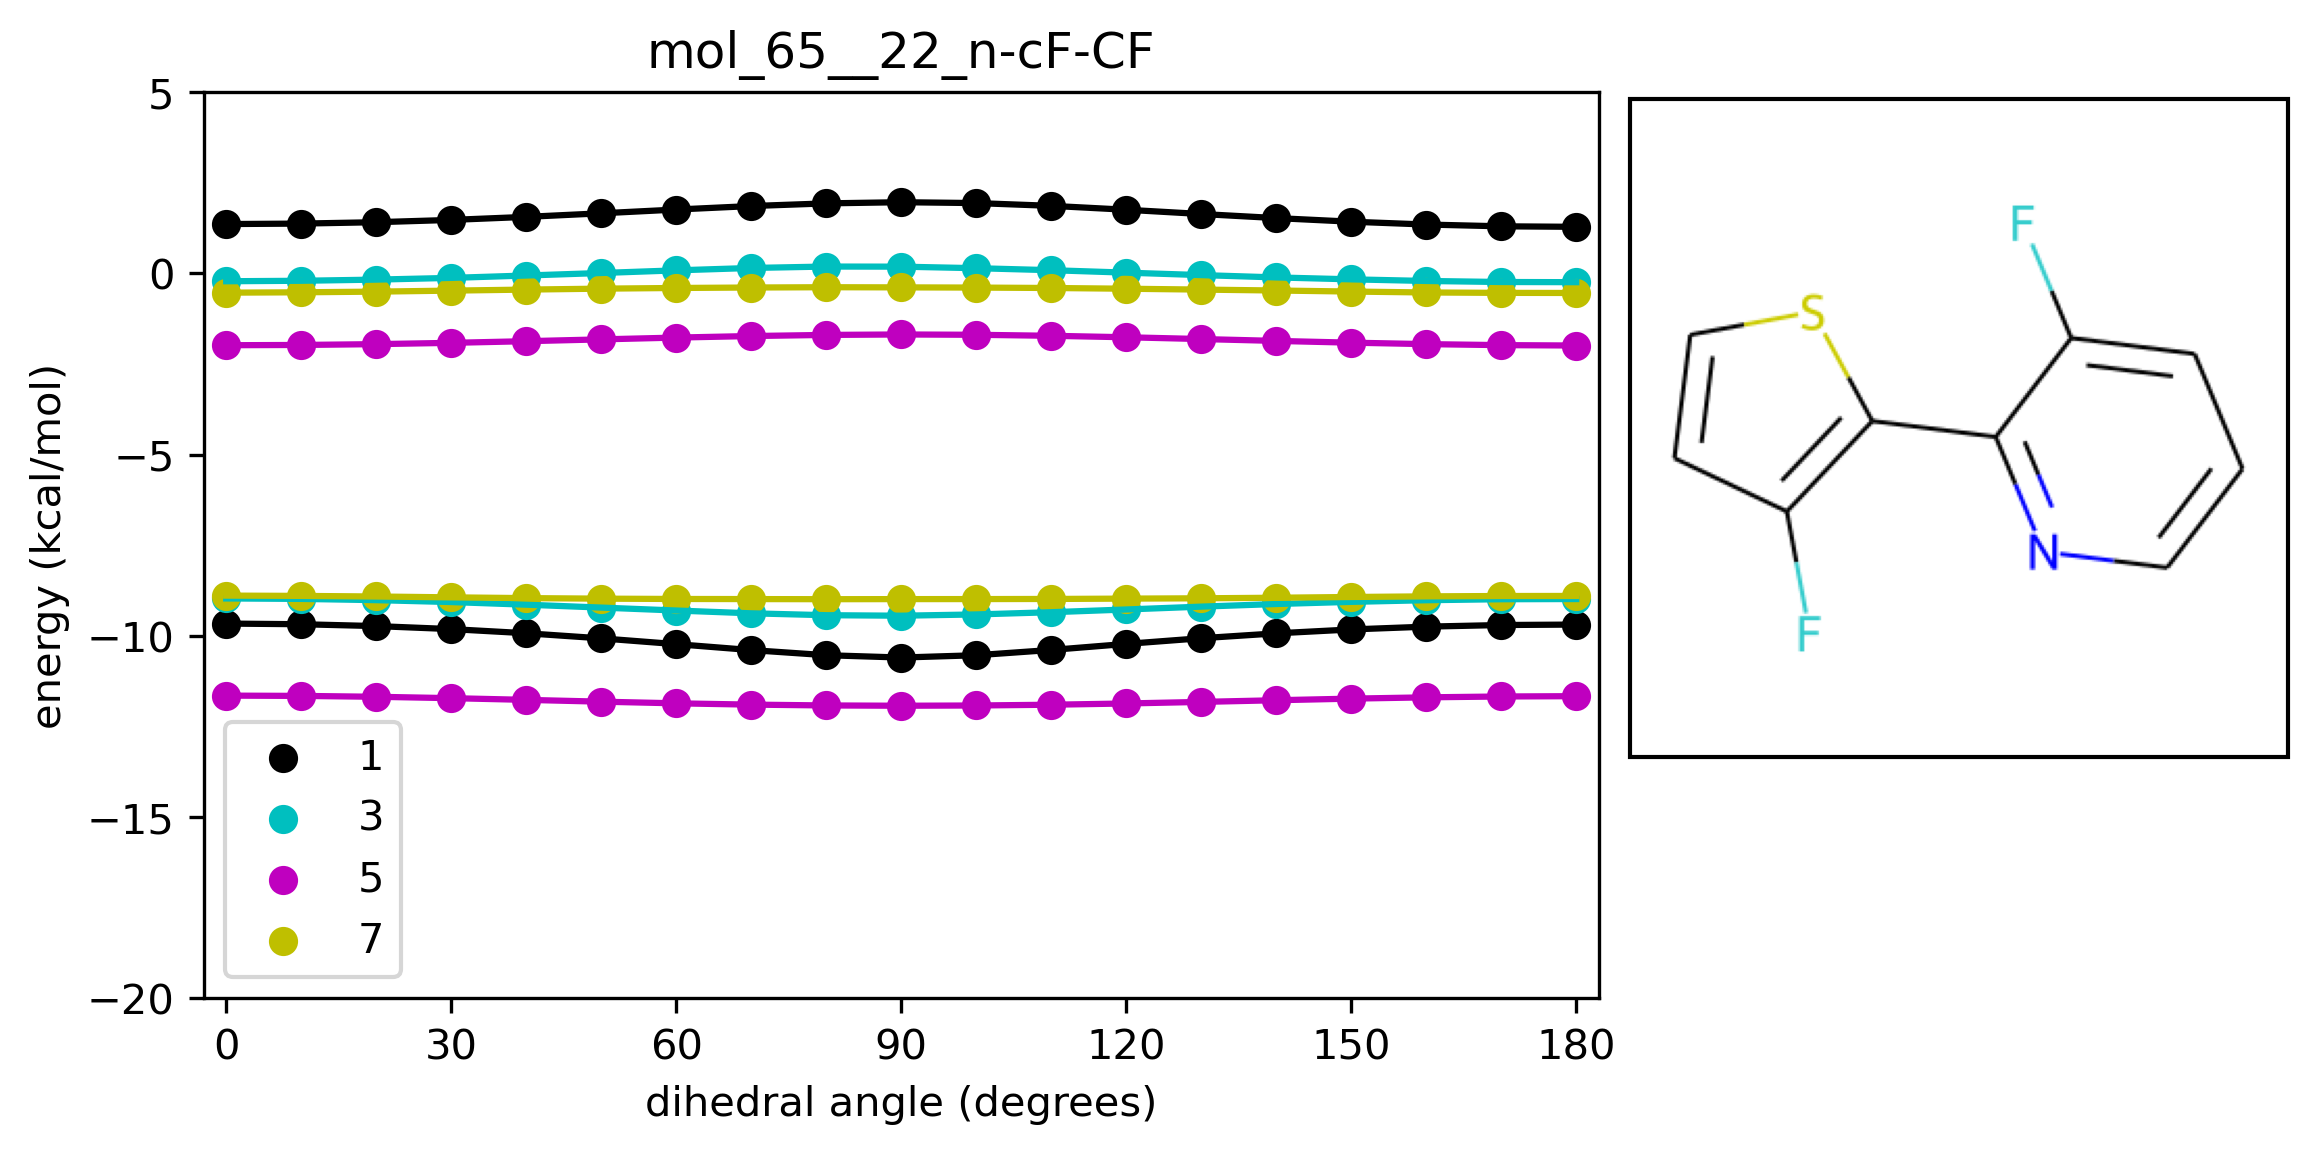 mol_65__22_n-cF-CF
5
0
−5
−10
−15
−20
energy (kcal/mol)
0 30 60 90 120 150 180
dihedral angle (degrees)
1
3
5
7
F
S
N
F